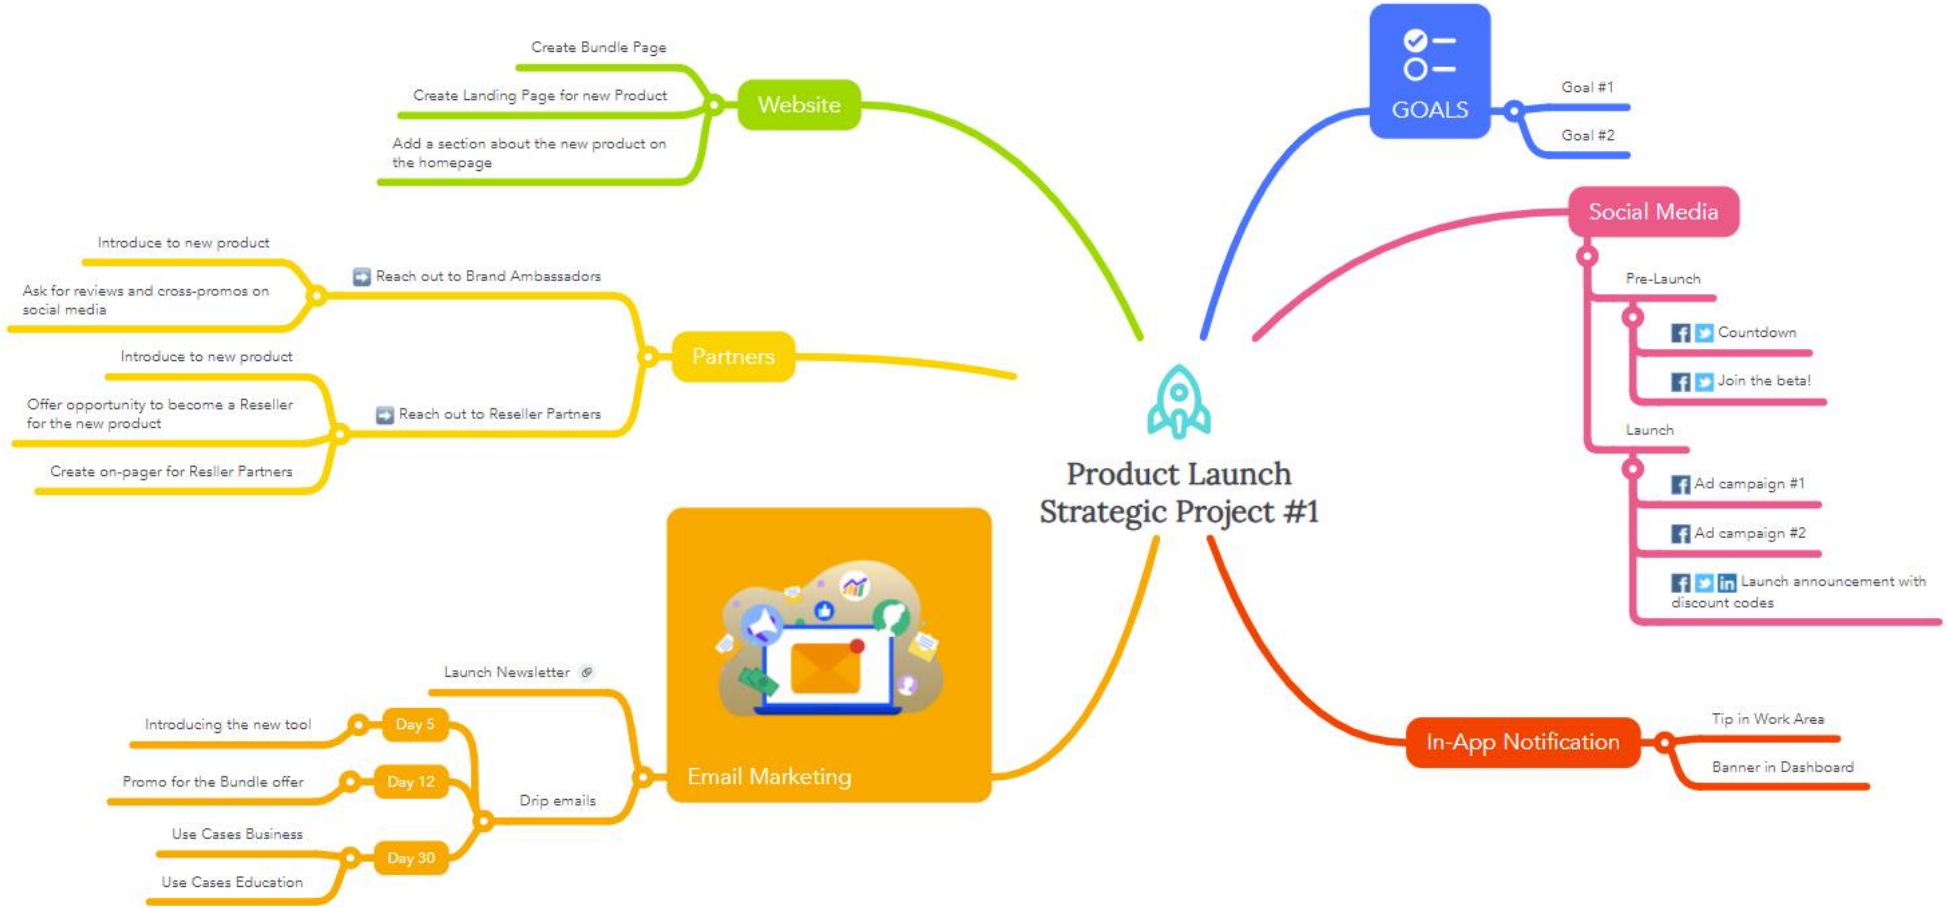 Product Launch
Strategic Project #1
Website
Create Bundle Page
Create Landing Page for new Product
Add a section about the new product on
the homepage
Partners
Reach out to Brand Ambassadors
Introduce to new product
Ask for reviews and cross-promos on
social media
Reach out to Reseller Partners
Introduce to new product
Offer opportunity to become a Reseller
for the new product
Create on-pager for Resller Partners
Email Marketing
Launch Newsletter
Drip emails
Day 5
Introducing the new tool
Day 12
Promo for the Bundle offer
Day 30
Use Cases Business
Use Cases Education
GOALS
Goal #1
Goal #2
Social Media
Pre-Launch
Countdown
Join the beta!
Launch
Ad campaign #1
Ad campaign #2
in Launch announcement with
discount codes
In-App Notification
Tip in Work Area
Banner in Dashboard